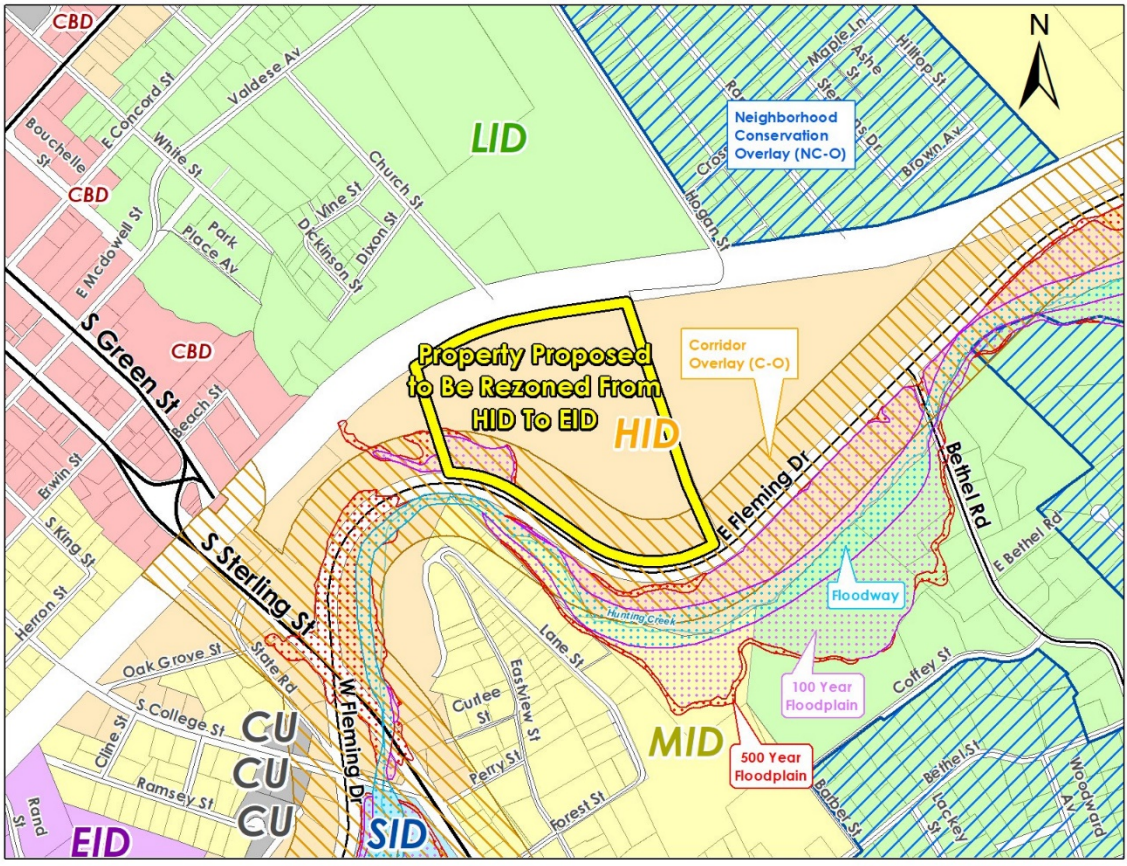 CBD
Bouchelle
St
E Concord St
Valdese Av
White St
CBD
E Mcdowell St
Park
Place Av
Vine St
Dickinson St
Dixon St
Church St
LID
Hogan St
Neighborhood
Conservation
Overlay (NC-O)
Maple Ln
Ashe
St
Hilltop St
Brown Av
N
S Green St
CBD
Beach St
Erwin St
S King St
Herron St
S Sterling St
Property Proposed
to Be Rezoned From
HID To EID
HID
Corridor
Overlay (C-O)
E Fleming Dr
Bethel Rd
E Bethel Rd
Floodway
Hunting Creek
100 Year
Floodplain
500 Year
Floodplain
Coffey St
Oak Grove St
State Rd
S College St
Cline St
Ramsey St
Rand
St
EID
CU
CU
CU
W Fleming Dr
SID
Lane St
Eastview St
Curlee
St
Perry St
Forest St
MID
Balber St
Bethel St
Lackey
St
Woodward
Av